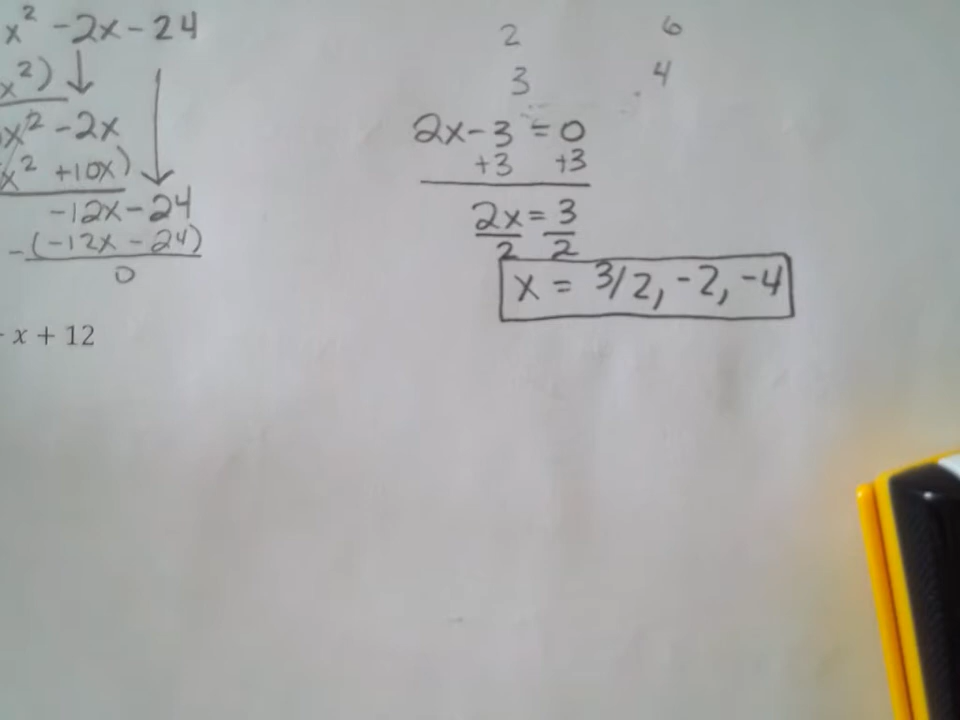 x² - 2x - 24
x²)
x² - 2x
x² + 10x)
-12x - 24
-(-12x - 24)
0
x + 12
2 6
3 4
2x - 3 = 0
+3 +3
2x = 3
2 2
x = 3/2, -2, -4